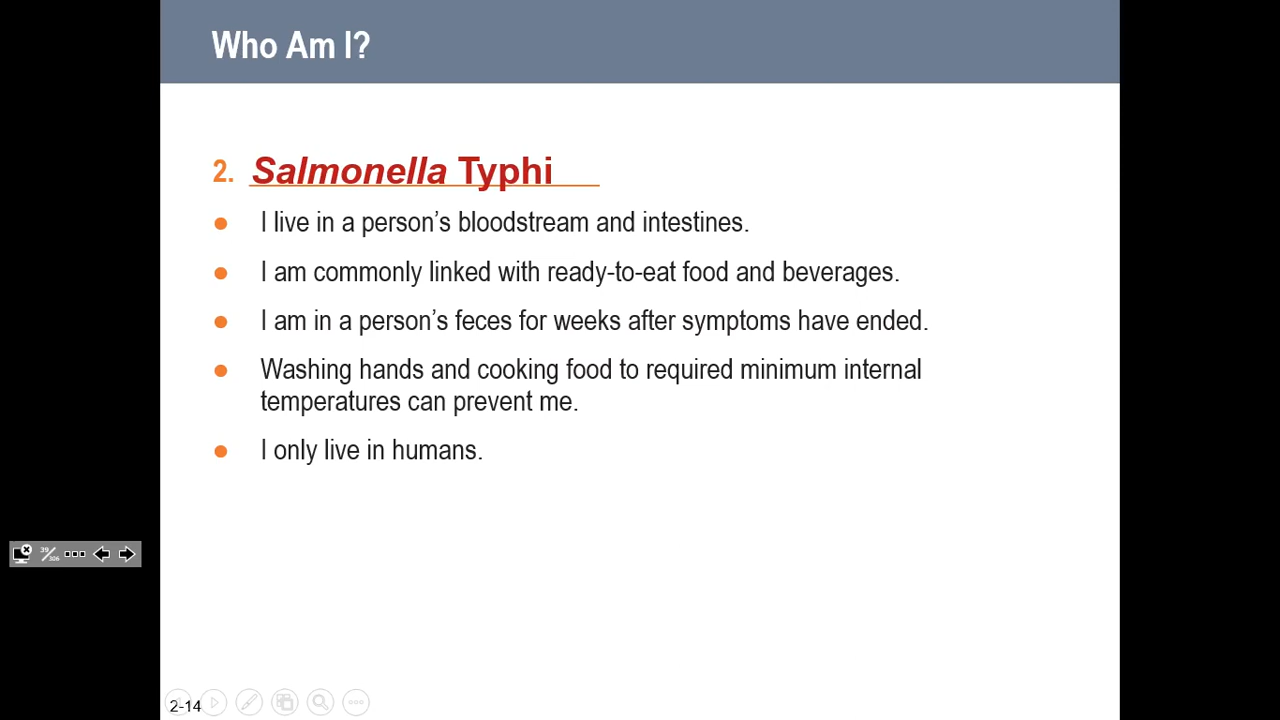 Who Am I?
2. Salmonella Typhi
● I live in a person's bloodstream and intestines.
● I am commonly linked with ready-to-eat food and beverages.
● I am in a person's feces for weeks after symptoms have ended.
● Washing hands and cooking food to required minimum internal
temperatures can prevent me.
● I only live in humans.
39/306
2-14